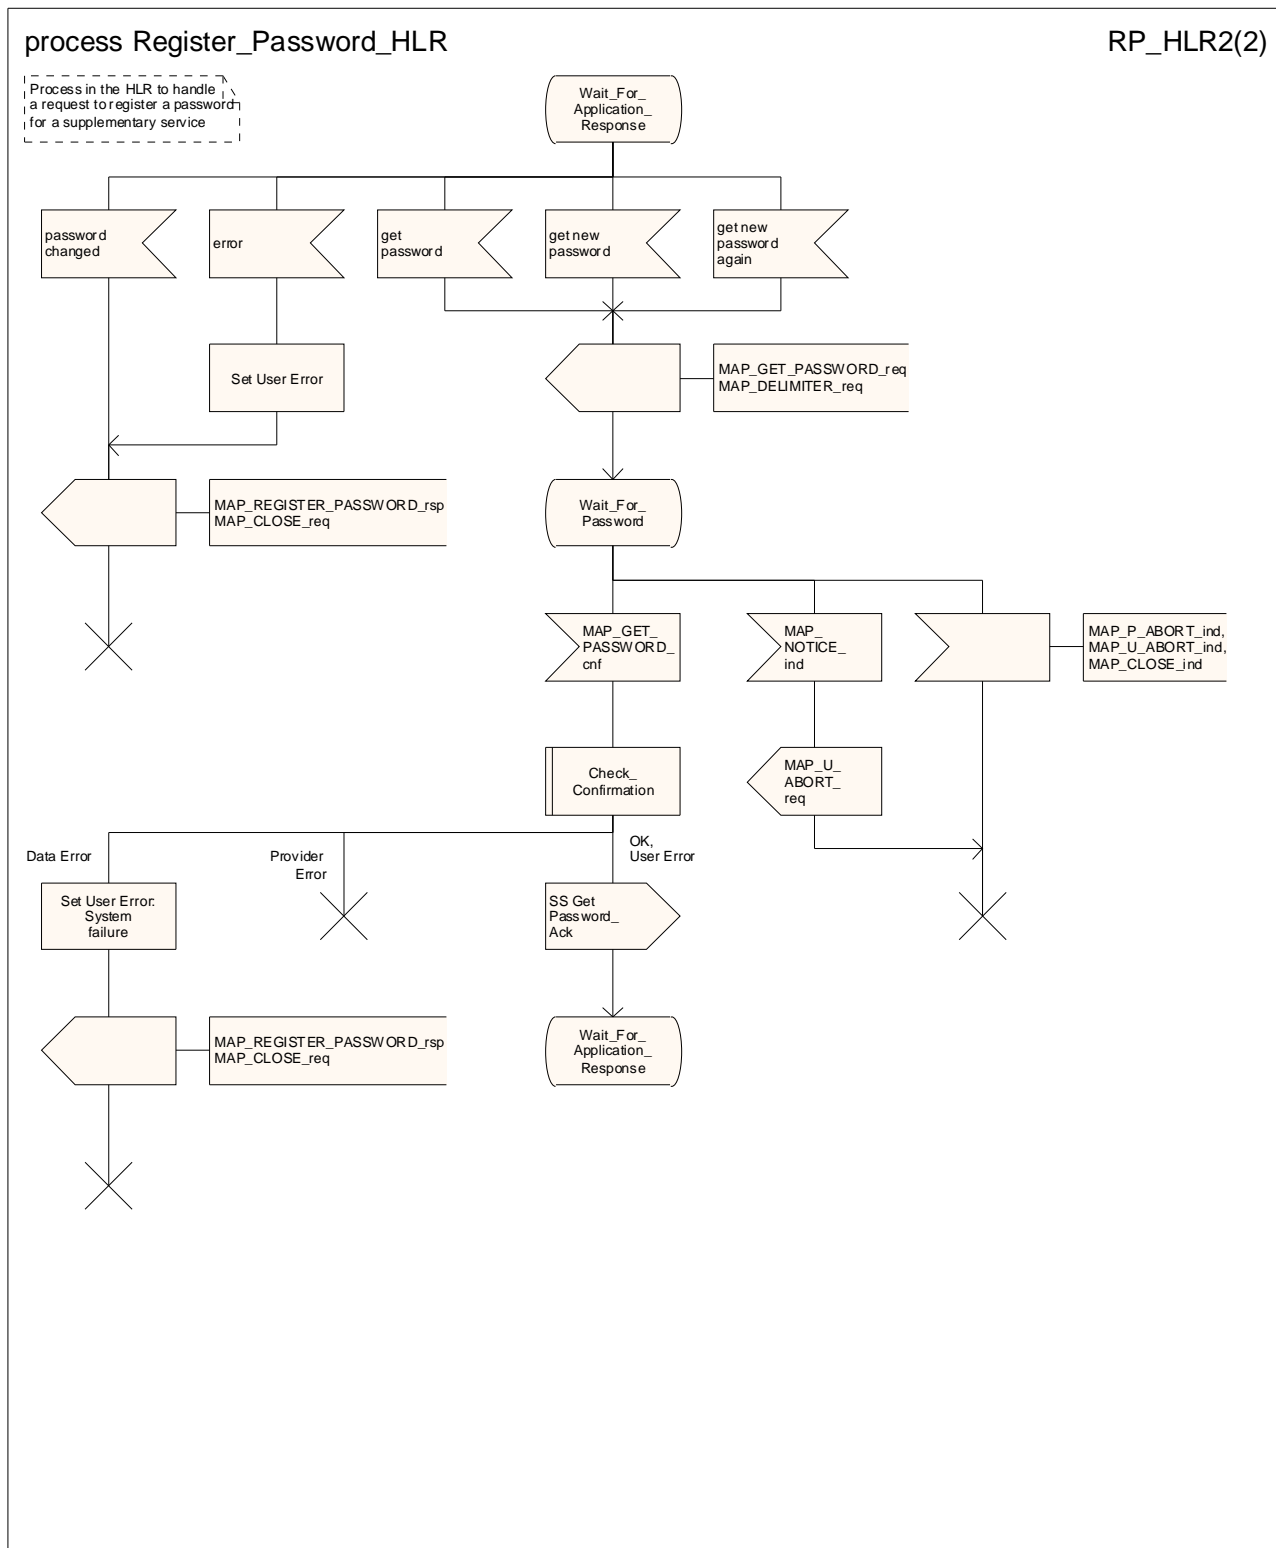 process Register_Password_HLR
RP_HLR2(2)
Process in the HLR to handle
a request to register a password
for a supplementary service
Wait_For_
Application_
Response
password
changed
error
get
password
get new
password
get new
password
again
Set User Error
MAP_GET_PASSWORD_req
MAP_DELIMITER_req
MAP_REGISTER_PASSWORD_rsp
MAP_CLOSE_req
Wait_For_
Password
MAP_GET_
PASSWORD_
cnf
MAP_
NOTICE_
ind
MAP_P_ABORT_ind,
MAP_U_ABORT_ind,
MAP_CLOSE_ind
Check_
Confirmation
MAP_U_
ABORT_
req
Data Error
Provider
Error
OK,
User Error
Set User Error:
System
failure
SS Get
Password_
Ack
MAP_REGISTER_PASSWORD_rsp
MAP_CLOSE_req
Wait_For_
Application_
Response